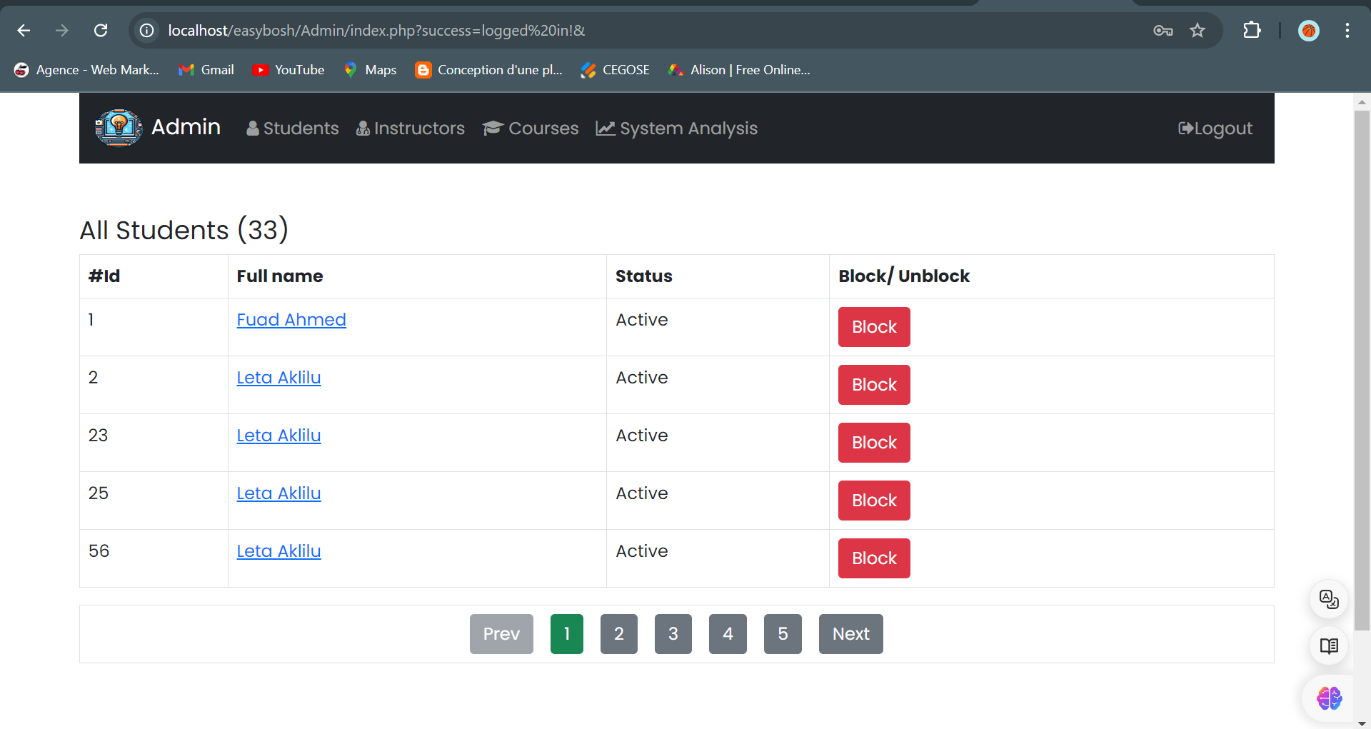 localhost/easybosh/Admin/index.php?success=logged%20in!&
Agence - Web Mark... Gmail YouTube Maps Conception d'une pl... CEGOSE Alison | Free Online...
Admin Students Instructors Courses System Analysis Logout
All Students (33)
#Id Full name Status Block/ Unblock
1 Fuad Ahmed Active Block
2 Leta Aklilu Active Block
23 Leta Aklilu Active Block
25 Leta Aklilu Active Block
56 Leta Aklilu Active Block
Prev 1 2 3 4 5 Next